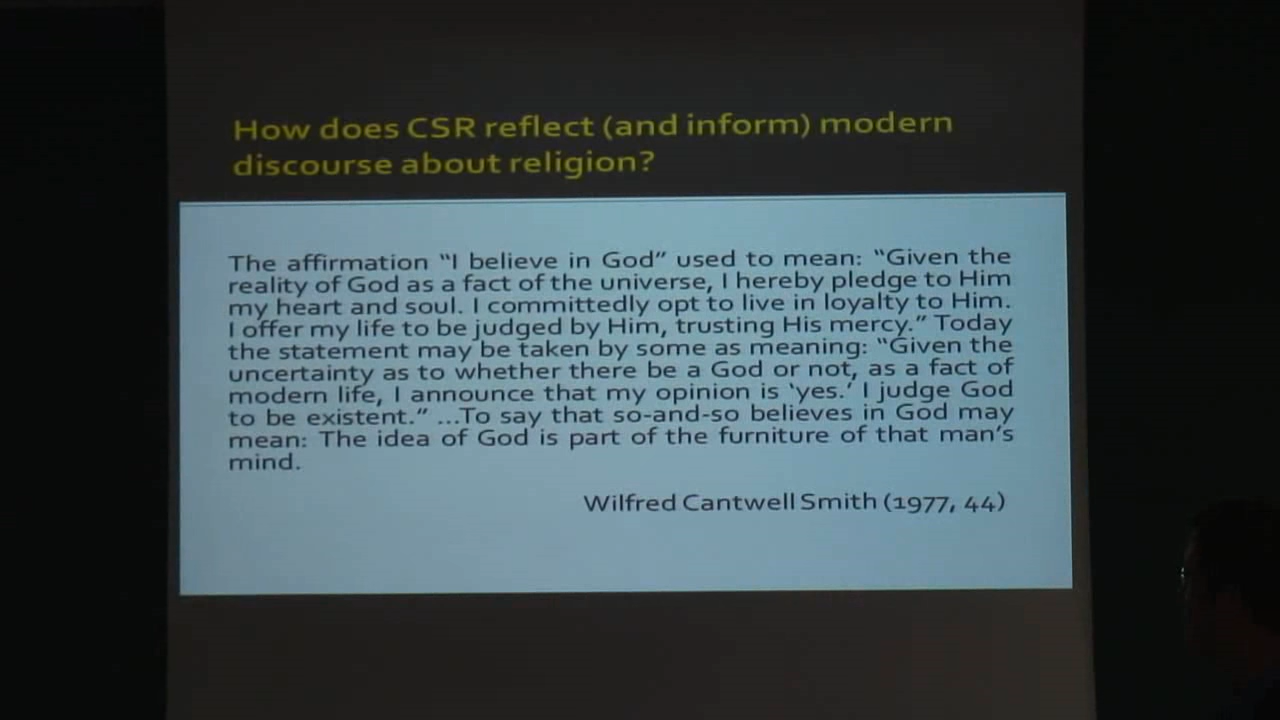 How does CSR reflect (and inform) modern
discourse about religion?
The affirmation “I believe in God” used to mean: “Given the
reality of God as a fact of the universe, I hereby pledge to Him
my heart and soul. I committedly opt to live in loyalty to Him.
I offer my life to be judged by Him, trusting His mercy.” Today
the statement may be taken by some as meaning: “Given the
uncertainty as to whether there be a God or not, as a fact of
modern life, I announce that my opinion is ‘yes.’ I judge God
to be existent.” ...To say that so-and-so believes in God may
mean: The idea of God is part of the furniture of that man’s
mind.
Wilfred Cantwell Smith (1977, 44)